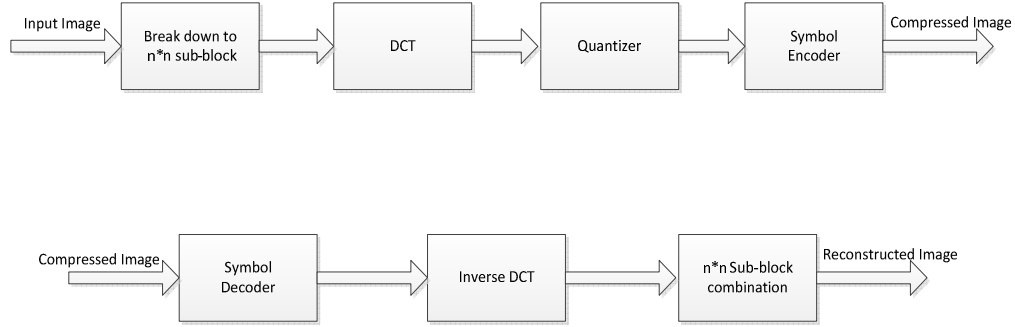 Input Image
Break down to
n*n sub-block
DCT
Quantizer
Symbol
Encoder
Compressed Image
Compressed Image
Symbol
Decoder
Inverse DCT
n*n Sub-block
combination
Reconstructed Image